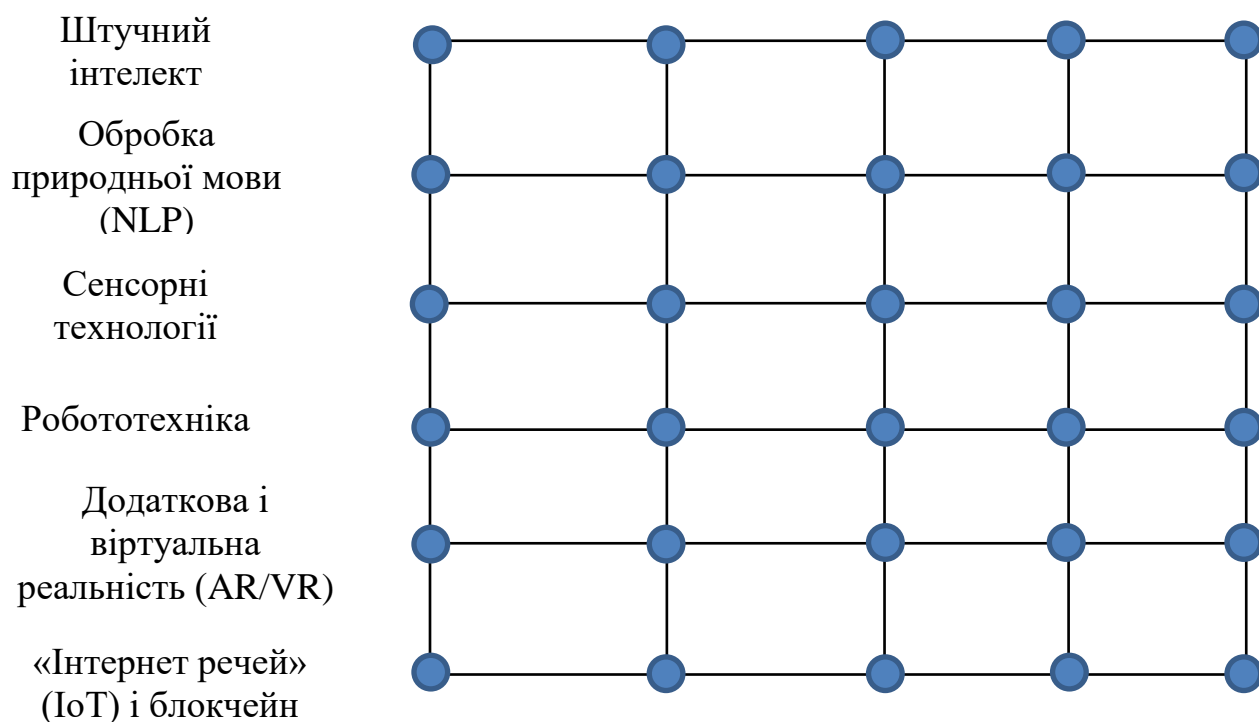 Штучний
інтелект
Обробка
природньої мови
(NLP)
Сенсорні
технології
Робототехніка
Додаткова і
віртуальна
реальність (AR/VR)
«Інтернет речей»
(IoT) і блокчейн